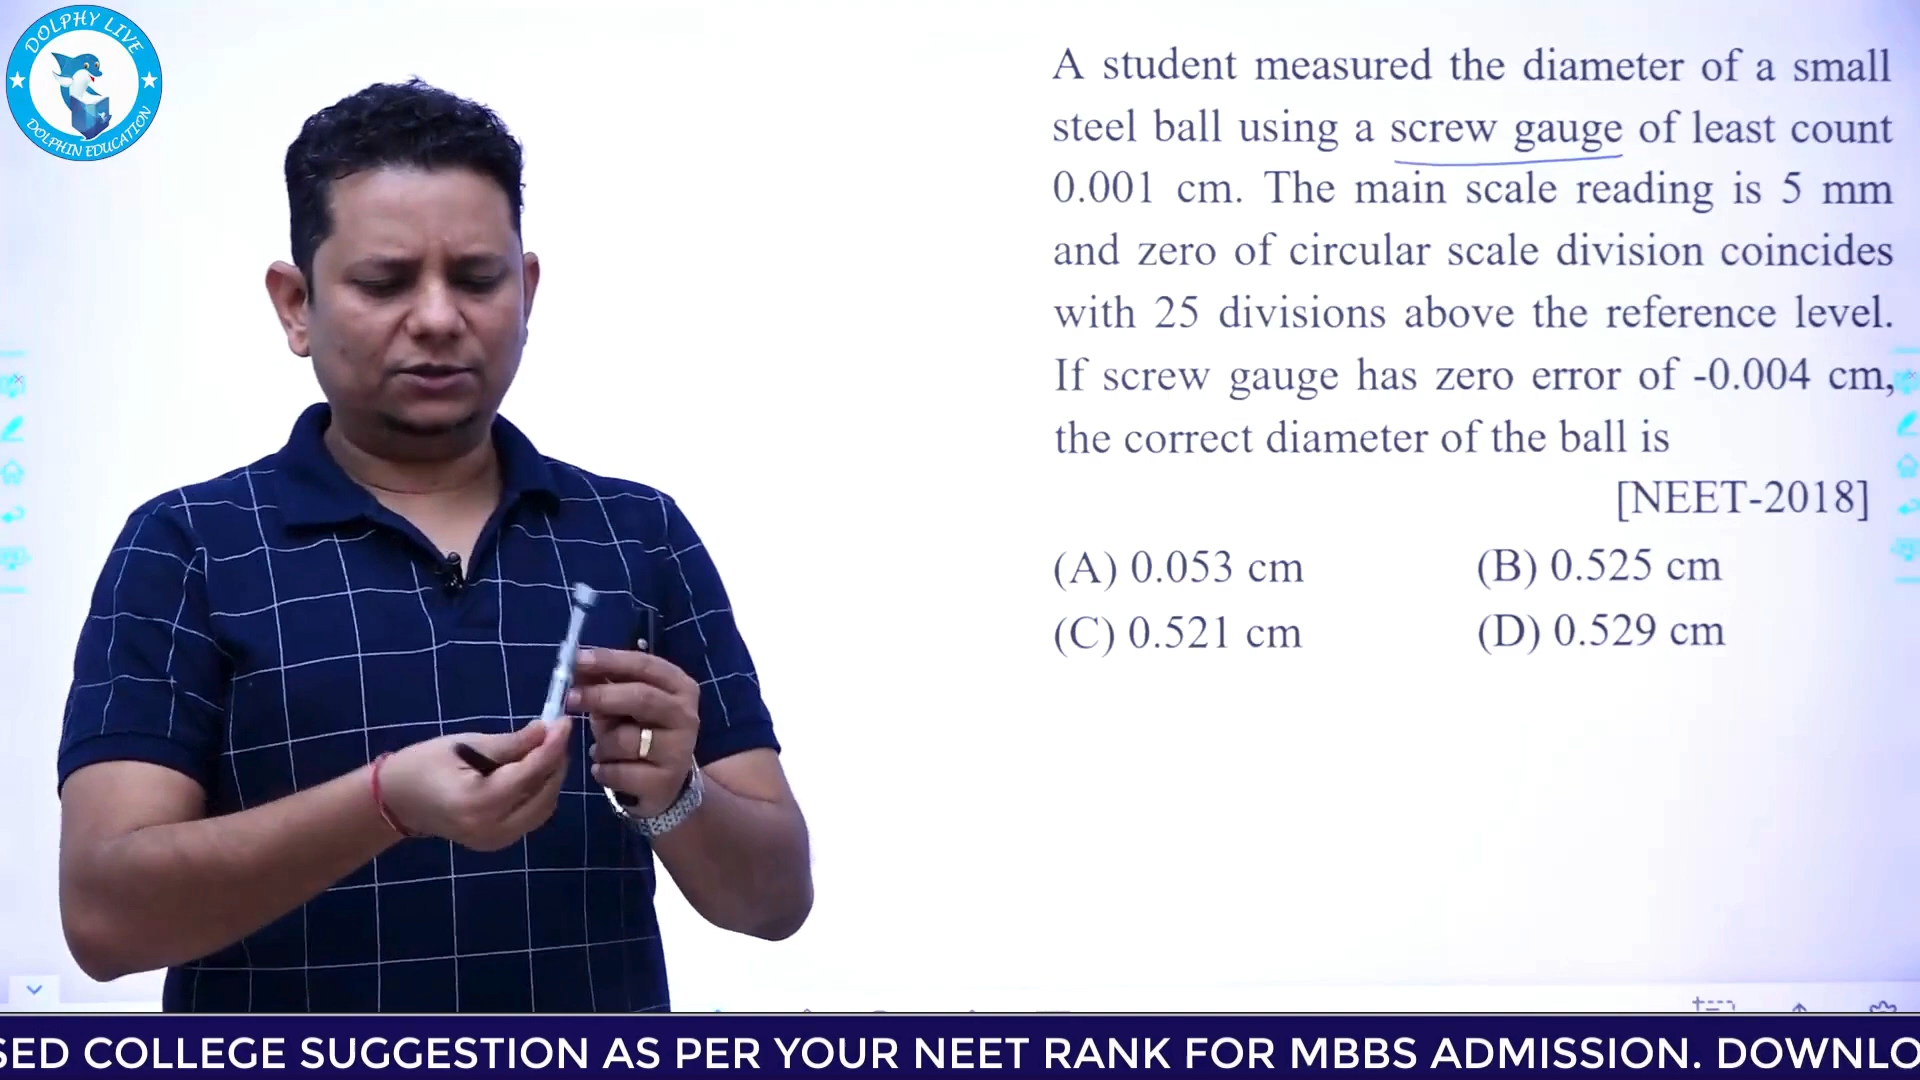 DOLPHY LIVE
DOLPHIN EDUCATION
A student measured the diameter of a small
steel ball using a screw gauge of least count
0.001 cm. The main scale reading is 5 mm
and zero of circular scale division coincides
with 25 divisions above the reference level.
If screw gauge has zero error of -0.004 cm,
the correct diameter of the ball is
[NEET-2018]
(A) 0.053 cm (B) 0.525 cm
(C) 0.521 cm (D) 0.529 cm
SED COLLEGE SUGGESTION AS PER YOUR NEET RANK FOR MBBS ADMISSION. DOWNLO